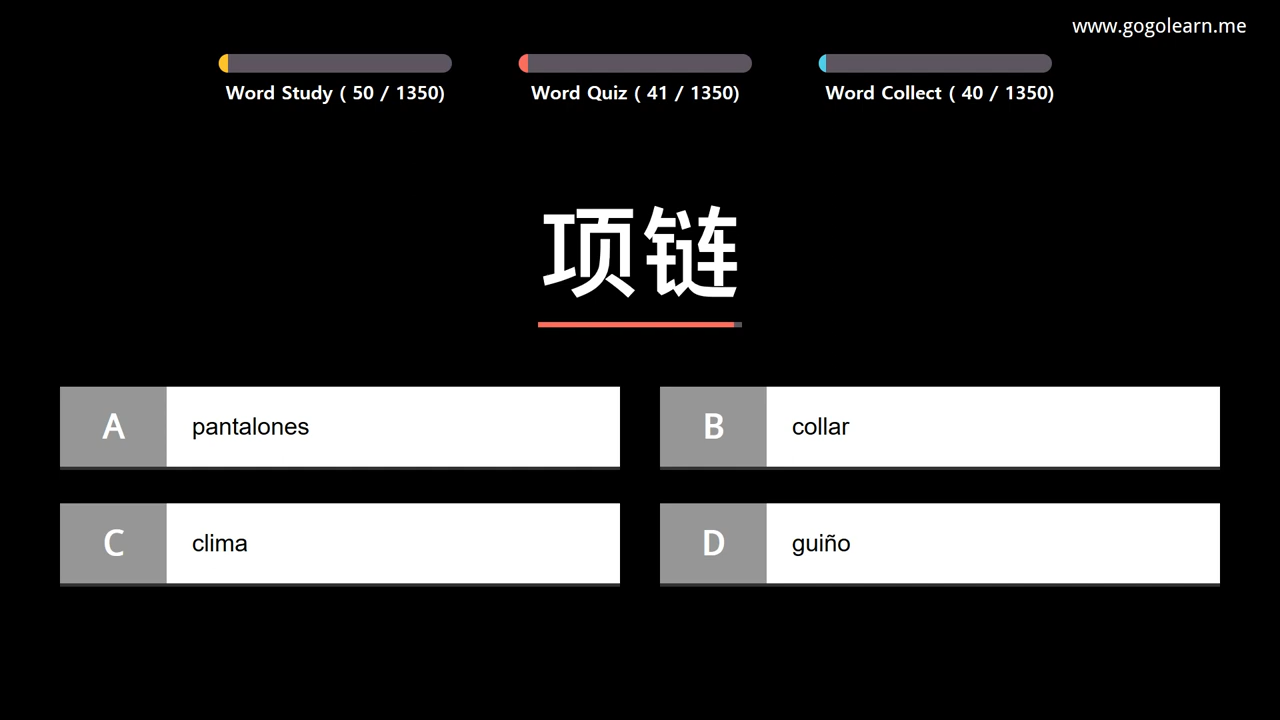 www.gogolearn.me
Word Study ( 50 / 1350)
Word Quiz ( 41 / 1350)
Word Collect ( 40 / 1350)
项链
A pantalones
B collar
C clima
D guiño